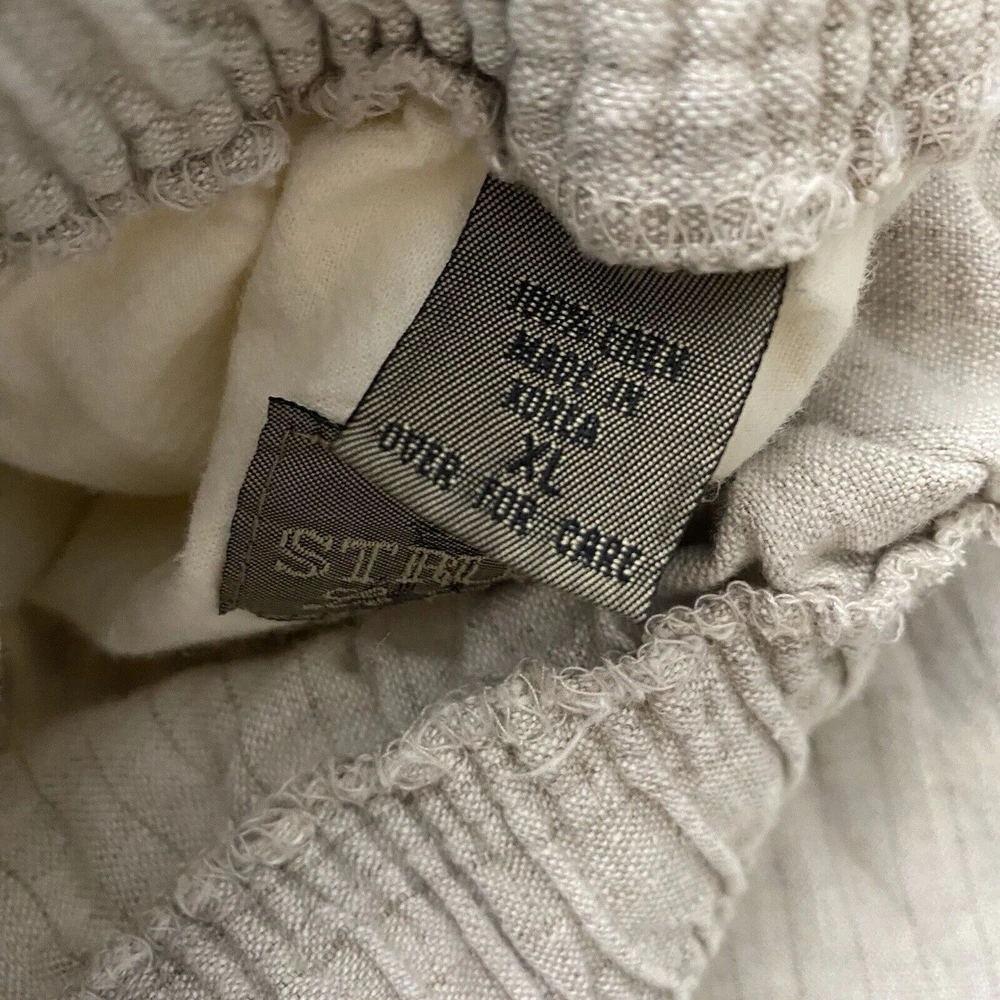 100% LINEN
MADE IN
KOREA
XL
OVER FOR CARE